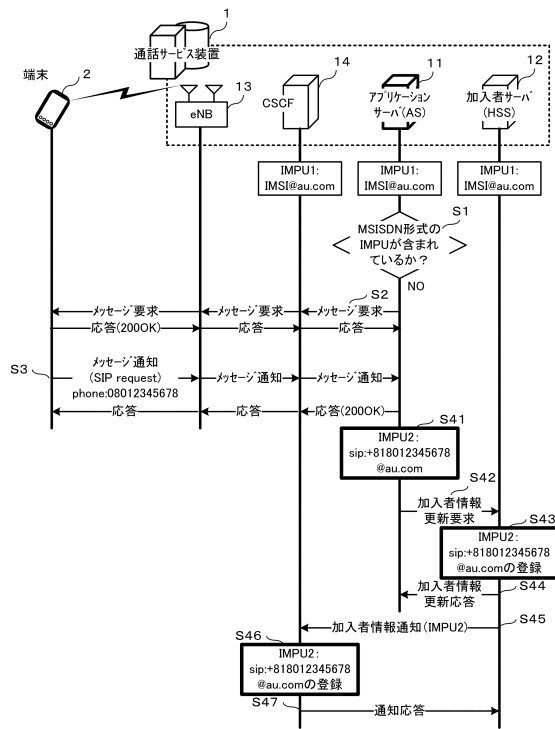 1
通話サービス装置
端末
2
eNB
13
CSCF
14
アプリケーション
サーバ(AS)
11
加入者サーバ
(HSS)
12
IMPU1:
IMSI@au.com
IMPU1:
IMSI@au.com
IMPU1:
IMSI@au.com
S1
MSISDN形式の
IMPUが含まれ
ているか？
NO
S2
メッセージ要求
メッセージ要求
メッセージ要求
応答(200OK)
応答
応答
S3
メッセージ通知
(SIP request)
phone:08012345678
メッセージ通知
メッセージ通知
応答
応答
応答(200OK)
S41
IMPU2:
sip:+818012345678
@au.com
S42
加入者情報
更新要求
S43
IMPU2:
sip:+818012345678
@au.comの登録
S44
加入者情報
更新応答
S45
加入者情報通知(IMPU2)
S46
IMPU2:
sip:+818012345678
@au.comの登録
S47
通知応答